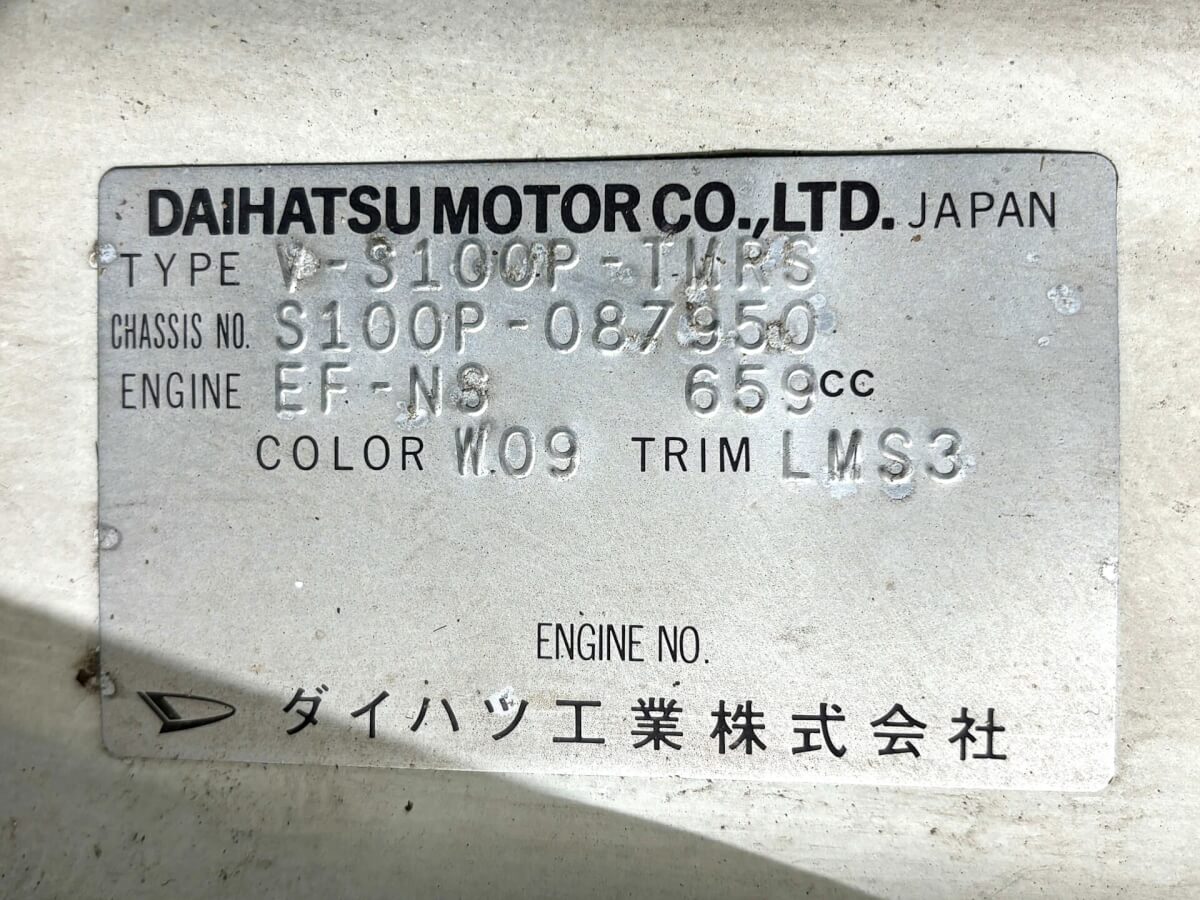 DAIHATSU MOTOR CO.,LTD. JAPAN
TYPE V-S100P-TMRS
CHASSIS NO. S100P-087950
ENGINE EF-NS 659CC
COLOR W09 TRIM LMS3
ENGINE NO.
ダイハツ工業株式会社